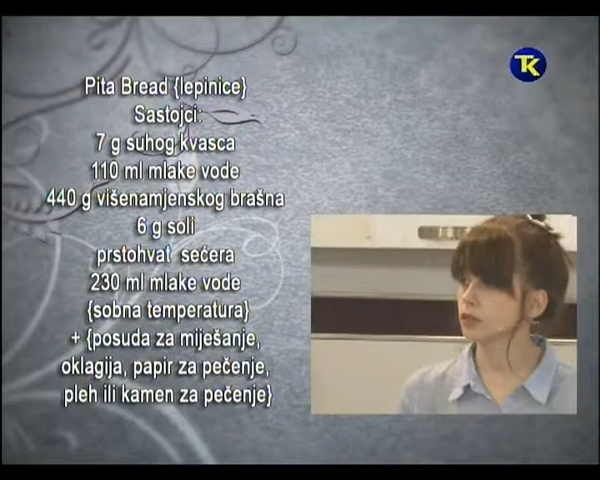 Pita Bread {lepinice}
Sastojci:
7 g suhog kvasca
110 ml mlake vode
440 g višenamjenskog brašna
6 g soli
prstohvat sećera
230 ml mlake vode
{sobna temperatura}
+ {posuda za miješanje,
oklagija, papir za pečenje,
pleh ili kamen za pečenje}
TK